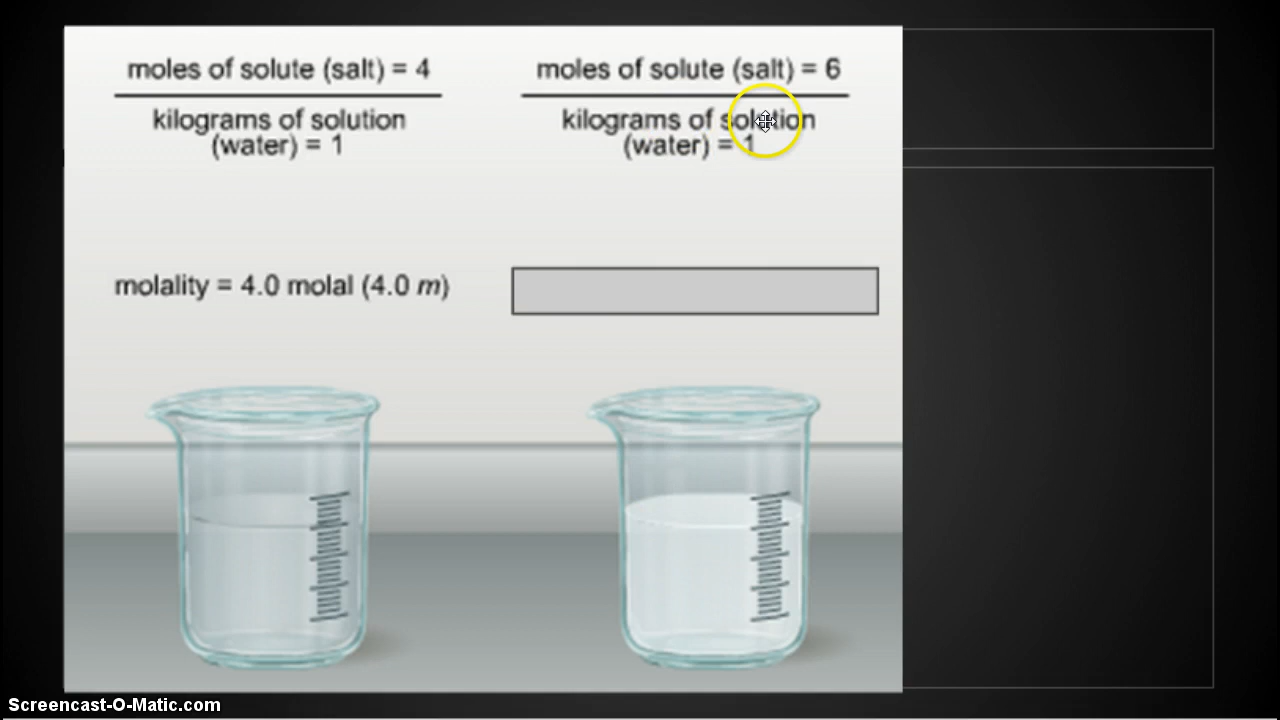 moles of solute (salt) = 4
kilograms of solution
(water) = 1
moles of solute (salt) = 6
kilograms of solution
(water) = 1
molality = 4.0 molal (4.0 m)
Screencast-O-Matic.com